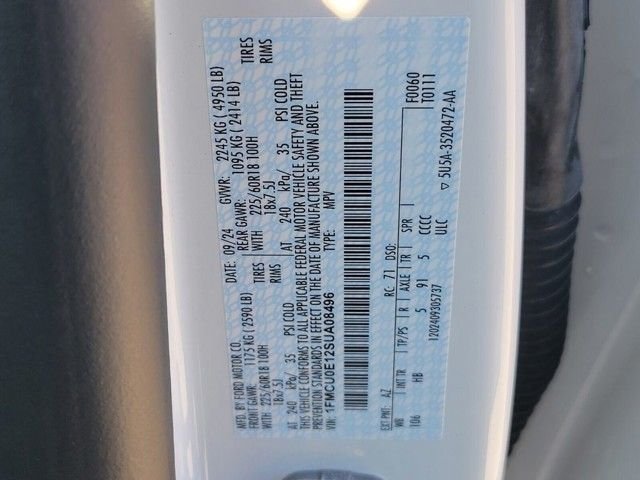 MFD. BY FORD MOTOR CO.
DATE: 09/24 GVWR: 2245 KG ( 4950 LB)
FRONT GAWR: 1175 KG ( 2590 LB) REAR GAWR: 1095 KG ( 2414 LB)
WITH 225/60R18 100H TIRES WITH 225/60R18 100H TIRES
18x7.5J RIMS 18x7.5J RIMS
AT 240 kPa/ 35 PSI COLD AT 240 kPa/ 35 PSI COLD
THIS VEHICLE CONFORMS TO ALL APPLICABLE FEDERAL MOTOR VEHICLE SAFETY AND THEFT
PREVENTION STANDARDS IN EFFECT ON THE DATE OF MANUFACTURE SHOWN ABOVE.
VIN: 1FMCU0E12SUA08496 TYPE: MPV
F0060
T0111
EXT PNT: AZ RC: 71 DSO:
WB INT TR TP/PS R AXLE TR SPR
106 HB 5 91 5 CCCC
ULC
1202409305737 5U5A-3520472-AA